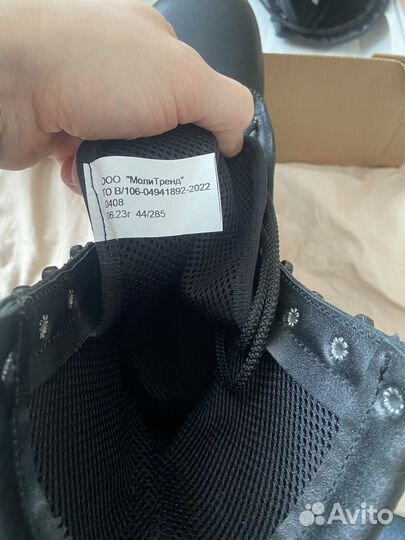 ООО "МолиТренд"
ТО В/106-04941892-2022
0408
06.23г 44/285
Avito